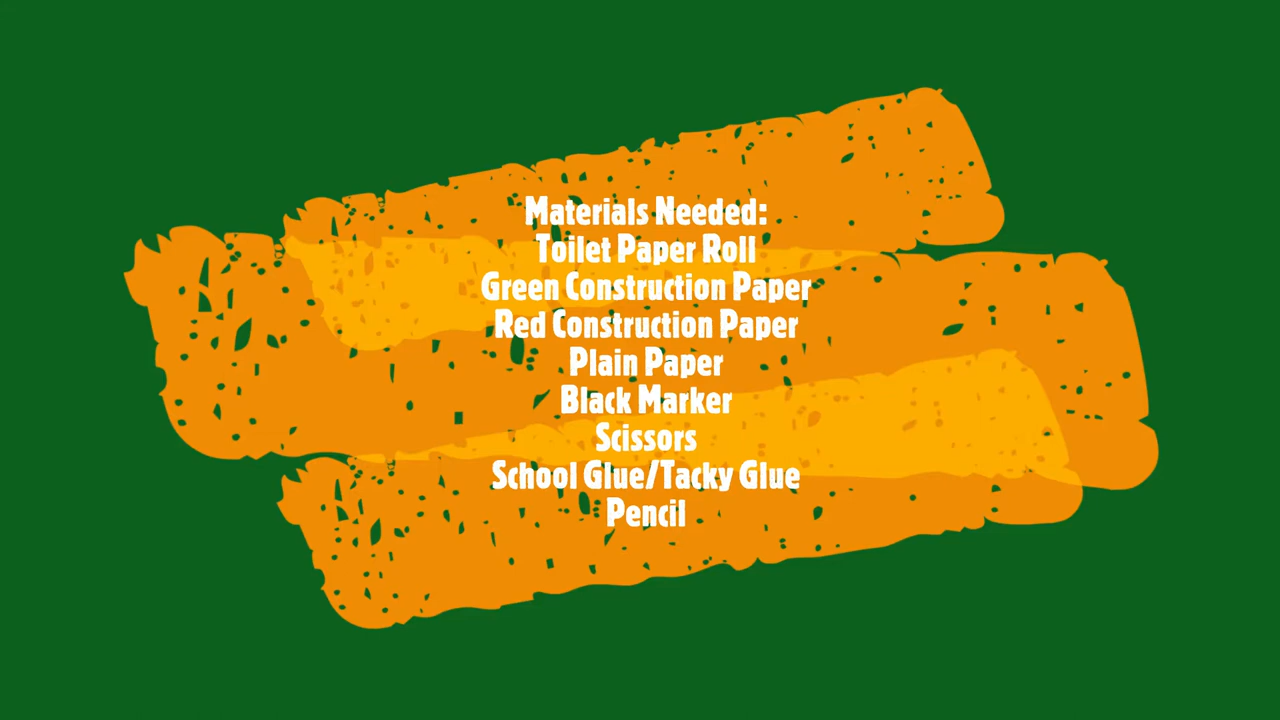 Materials Needed:
Toilet Paper Roll
Green Construction Paper
Red Construction Paper
Plain Paper
Black Marker
Scissors
School Glue/Tacky Glue
Pencil